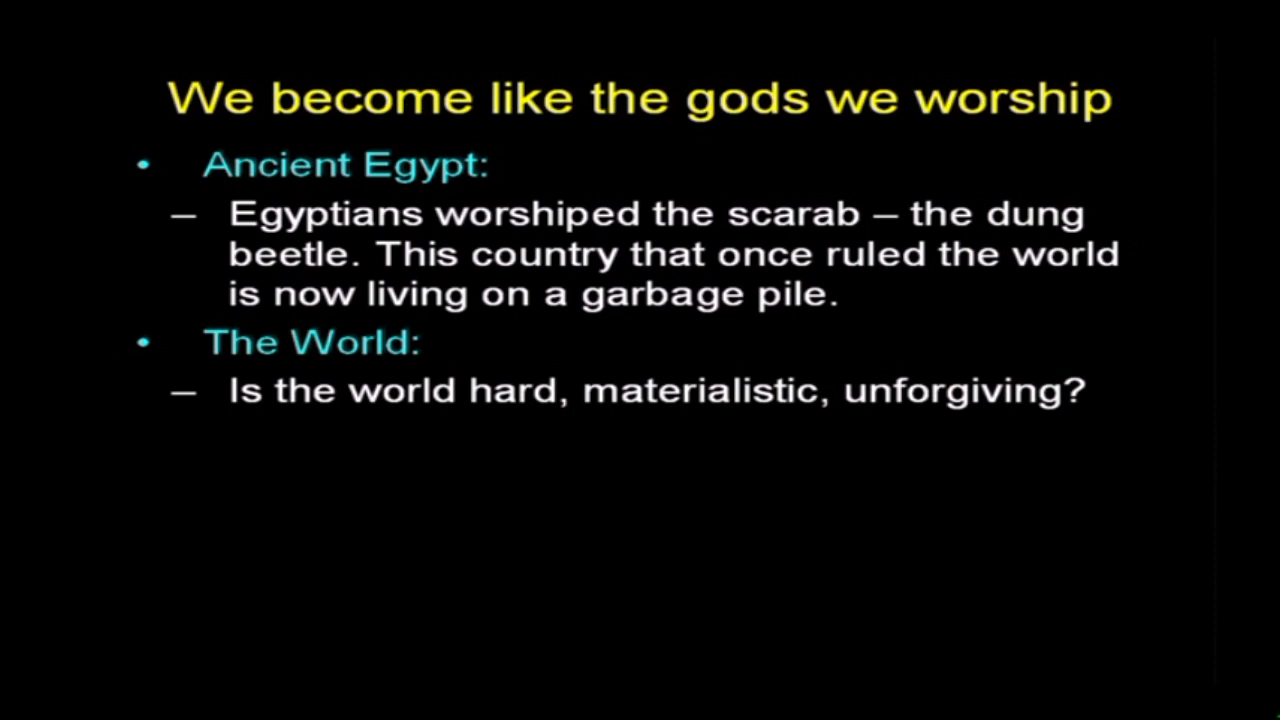 We become like the gods we worship
• Ancient Egypt:
– Egyptians worshiped the scarab – the dung
beetle. This country that once ruled the world
is now living on a garbage pile.
• The World:
– Is the world hard, materialistic, unforgiving?